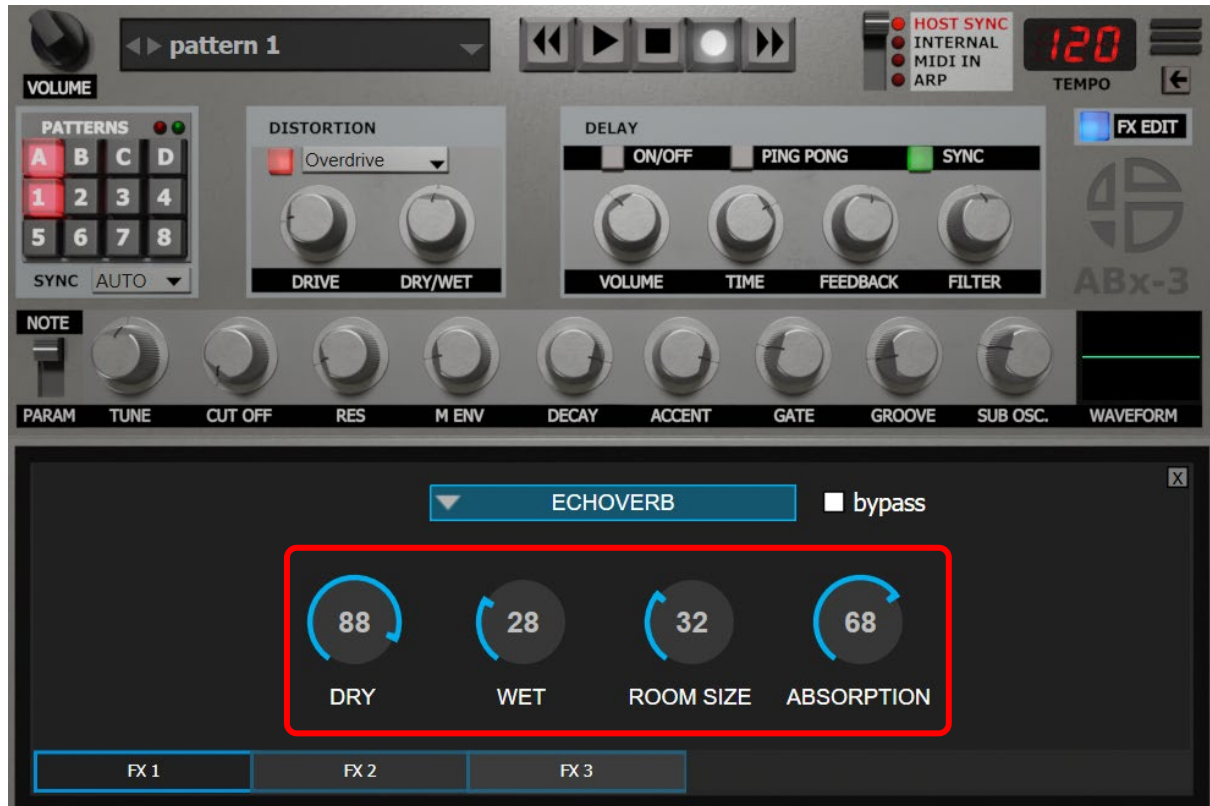 pattern 1
VOLUME
HOST SYNC
INTERNAL
MIDI IN
ARP
120
TEMPO
PATTERNS
A B C D
1 2 3 4
5 6 7 8
SYNC AUTO
DISTORTION
Overdrive
DRIVE DRY/WET
DELAY
ON/OFF PING PONG SYNC
VOLUME TIME FEEDBACK FILTER
FX EDIT
ABx-3
NOTE
PARAM TUNE CUT OFF RES M ENV DECAY ACCENT GATE GROOVE SUB OSC. WAVEFORM
X
ECHOVERB bypass
88 28 32 68
DRY WET ROOM SIZE ABSORPTION
FX 1 FX 2 FX 3